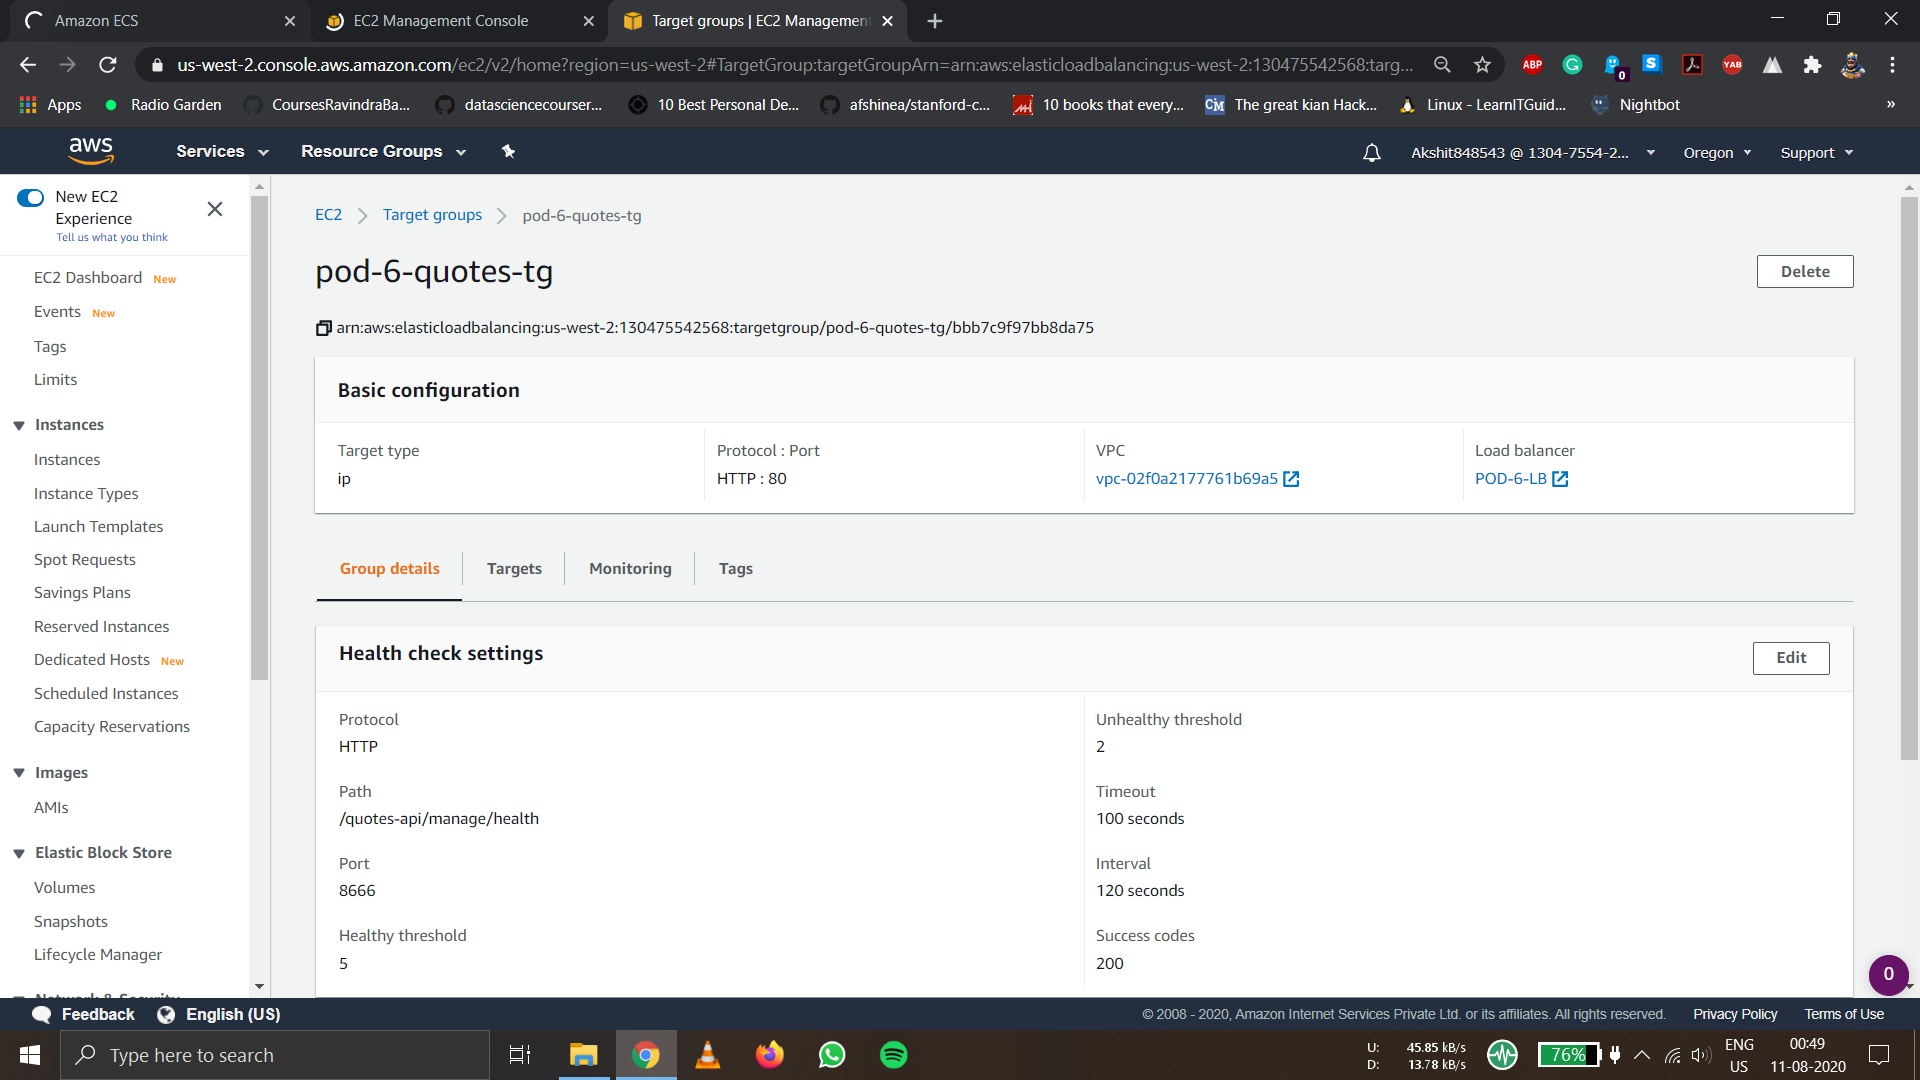 Amazon ECS
EC2 Management Console
Target groups | EC2 Management
us-west-2.console.aws.amazon.com/ec2/v2/home?region=us-west-2#TargetGroup:targetGroupArn=arn:aws:elasticloadbalancing:us-west-2:130475542568:targ...
ABP
0
S
YAB
Apps
Radio Garden
CoursesRavindraBa...
datasciencecourser...
10 Best Personal De...
afshinea/stanford-c...
10 books that every...
CM
The great kian Hack...
Linux - LearnITGuid...
Nightbot
»
aws
Services
Resource Groups
Akshit848543 @ 1304-7554-2...
Oregon
Support
New EC2
Experience
Tell us what you think
EC2 Dashboard New
Events New
Tags
Limits
Instances
Instances
Instance Types
Launch Templates
Spot Requests
Savings Plans
Reserved Instances
Dedicated Hosts New
Scheduled Instances
Capacity Reservations
Images
AMIs
Elastic Block Store
Volumes
Snapshots
Lifecycle Manager
Network & Security
EC2
Target groups
pod-6-quotes-tg
pod-6-quotes-tg
Delete
arn:aws:elasticloadbalancing:us-west-2:130475542568:targetgroup/pod-6-quotes-tg/bbb7c9f97bb8da75
Basic configuration
Target type
ip
Protocol : Port
HTTP : 80
VPC
vpc-02f0a2177761b69a5
Load balancer
POD-6-LB
Group details
Targets
Monitoring
Tags
Health check settings
Edit
Protocol
HTTP
Path
/quotes-api/manage/health
Port
8666
Healthy threshold
5
Unhealthy threshold
2
Timeout
100 seconds
Interval
120 seconds
Success codes
200
0
Feedback
English (US)
© 2008 - 2020, Amazon Internet Services Private Ltd. or its affiliates. All rights reserved.
Privacy Policy
Terms of Use
Type here to search
U: 45.85 kB/s
D: 13.78 kB/s
76%
ENG
US
00:49
11-08-2020